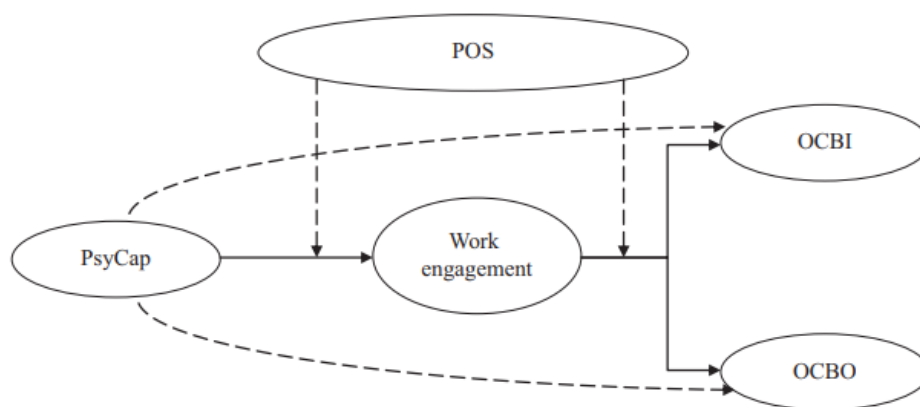 POS
OCBI
PsyCap
Work
engagement
OCBO